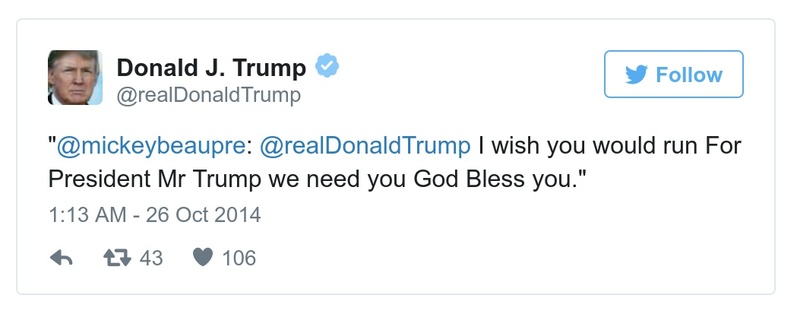 Donald J. Trump
@realDonaldTrump
Follow
"@mickeybeaupre: @realDonaldTrump I wish you would run For
President Mr Trump we need you God Bless you."
1:13 AM - 26 Oct 2014
43 106